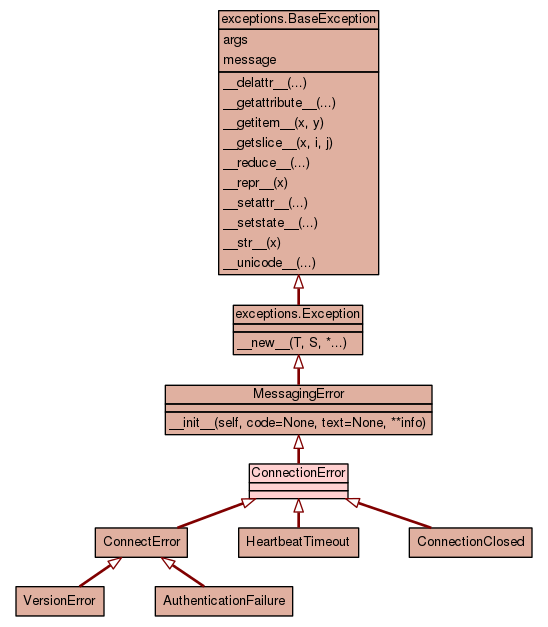 exceptions.BaseException
args
message
__delattr__(...)
__getattribute__(...)
__getitem__(x, y)
__getslice__(x, i, j)
__reduce__(...)
__repr__(x)
__setattr__(...)
__setstate__(...)
__str__(x)
__unicode__(...)
exceptions.Exception
__new__(T, S, *...)
MessagingError
__init__(self, code=None, text=None, **info)
ConnectionError
ConnectError
HeartbeatTimeout
ConnectionClosed
VersionError
AuthenticationFailure